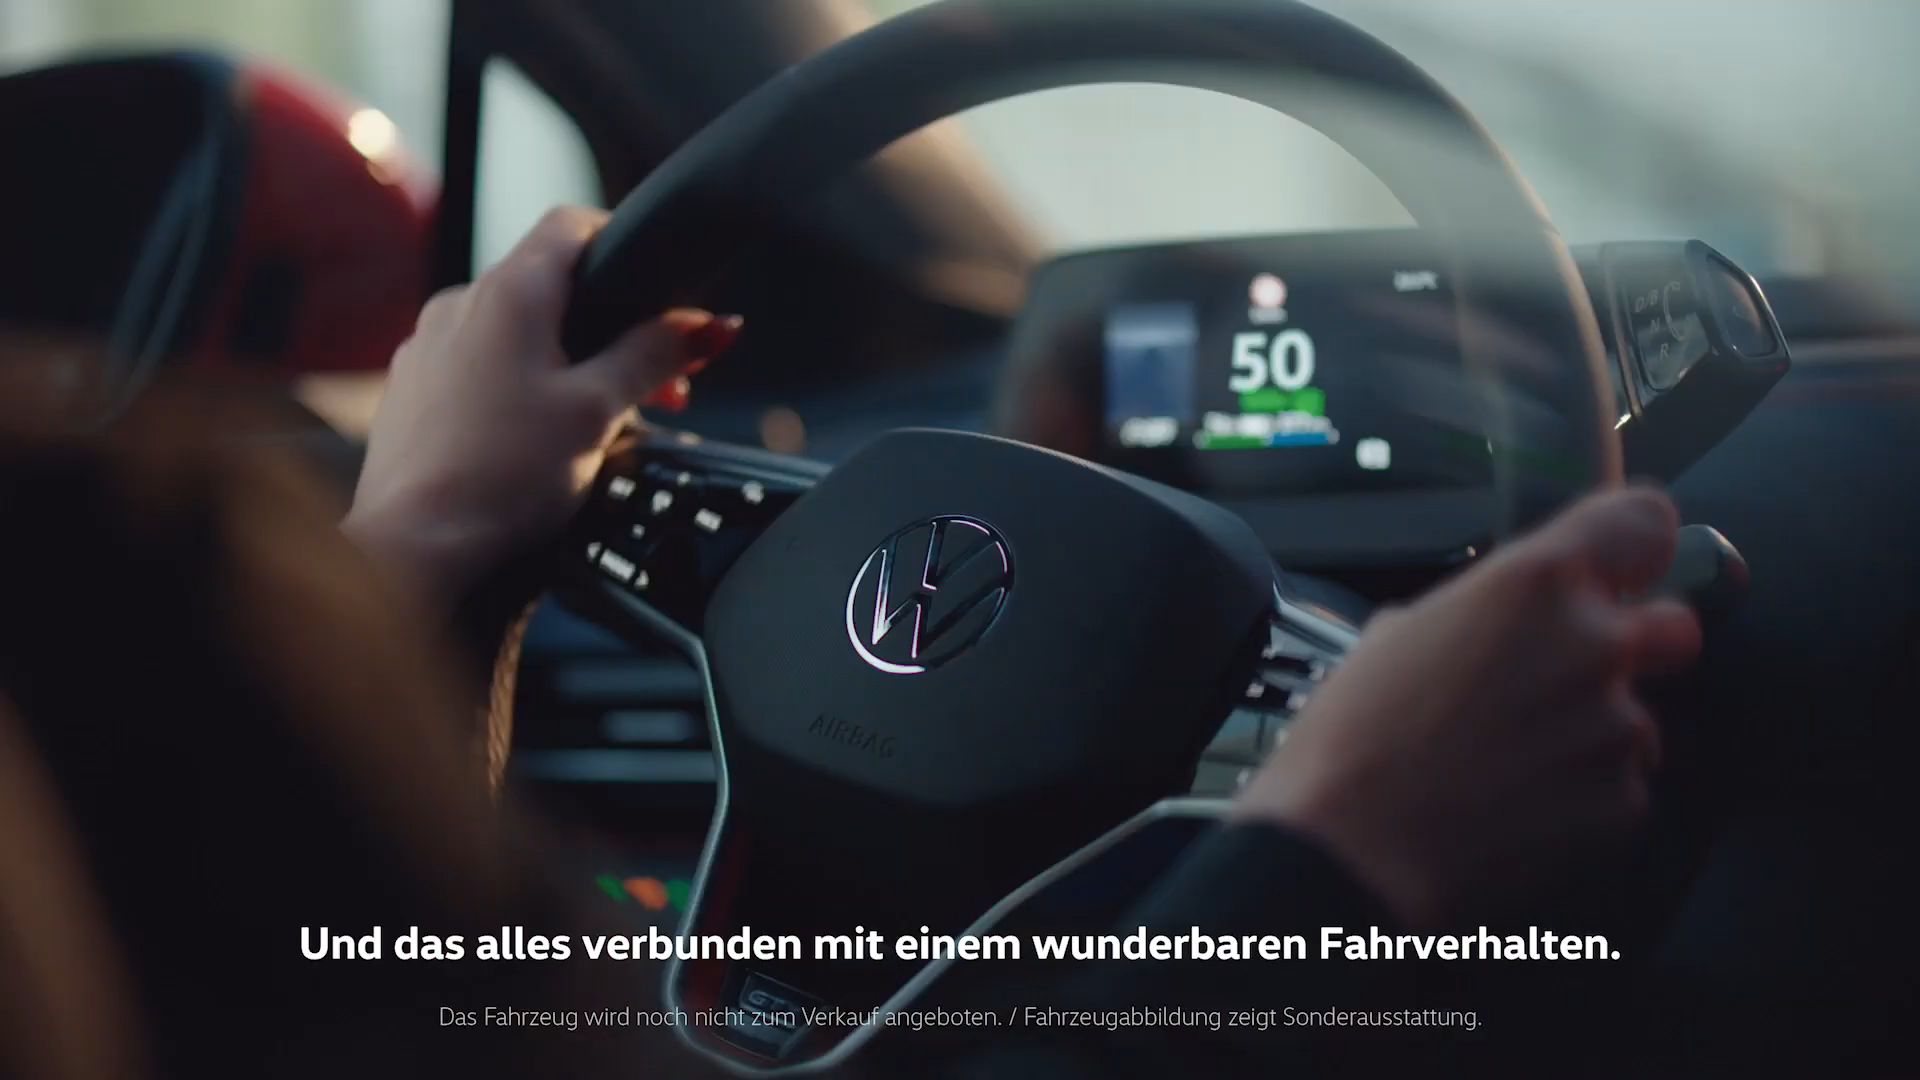 50
D/B
N
R
AIRBAG
Und das alles verbunden mit einem wunderbaren Fahrverhalten.
GTX
Das Fahrzeug wird noch nicht zum Verkauf angeboten. / Fahrzeugabbildung zeigt Sonderausstattung.